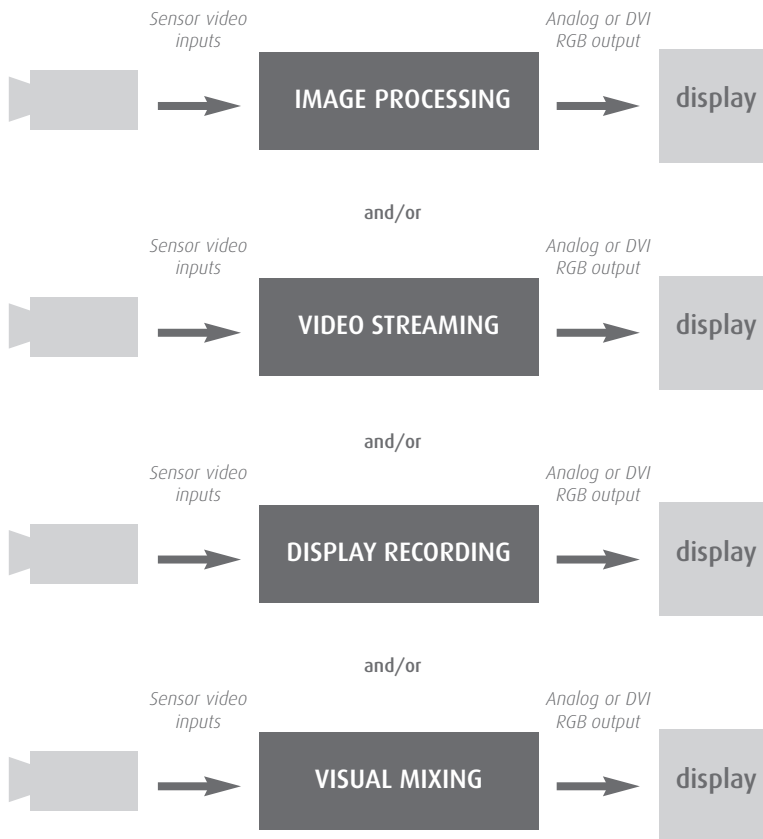 Sensor video
inputs
Analog or DVI
RGB output
IMAGE PROCESSING
display
and/or
Sensor video
inputs
Analog or DVI
RGB output
VIDEO STREAMING
display
and/or
Sensor video
inputs
Analog or DVI
RGB output
DISPLAY RECORDING
display
and/or
Sensor video
inputs
Analog or DVI
RGB output
VISUAL MIXING
display